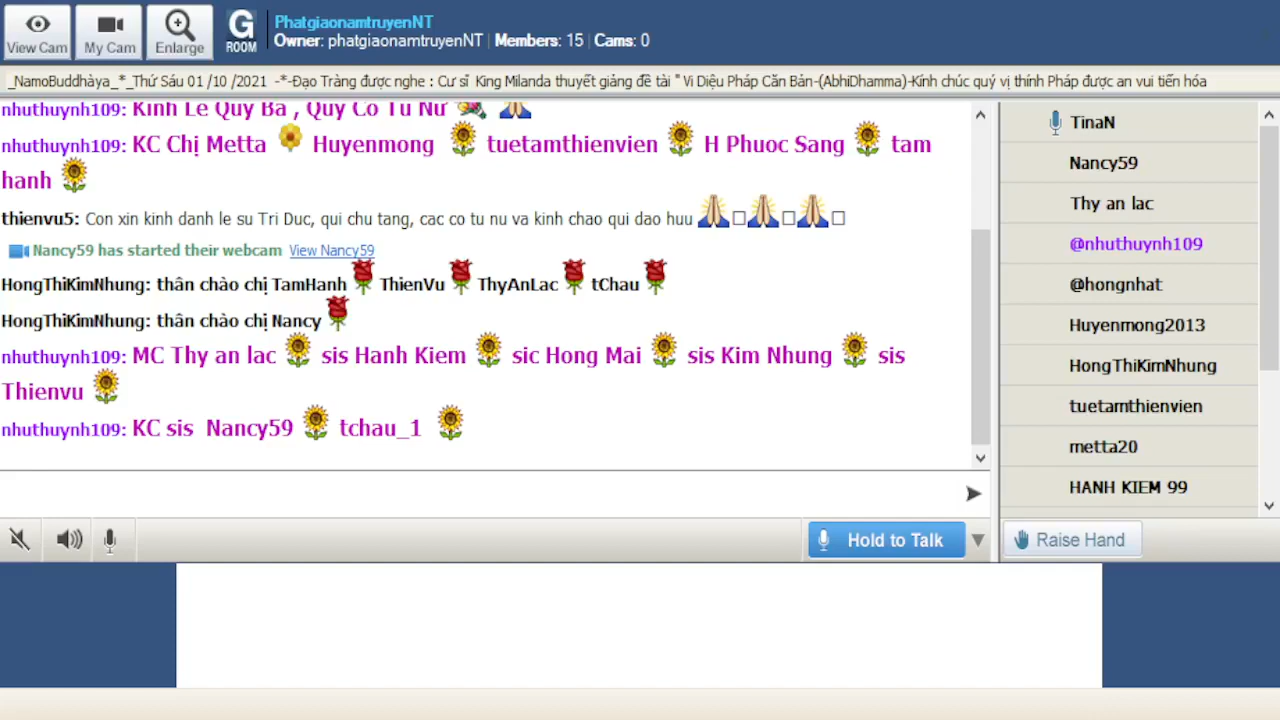 View Cam
My Cam
Enlarge
G
ROOM
PhatgiaonamtruyenNT
Owner: phatgiaonamtruyenNT | Members: 15 | Cams: 0
_NamoBuddhàya_*_Thứ Sáu 01 /10 /2021 -*-Đạo Tràng được nghe : Cư sĩ King Milanda thuyết giảng đề tài " Vi Diệu Pháp Căn Bản-(AbhiDhamma)-Kính chúc quý vị thính Pháp được an vui tiến hóa
nhuthuynh109: Kinh Le Quy Ba , Quy Co Tu Nu
nhuthuynh109: KC Chị Metta Huyenmong tuetamthienvien H Phuoc Sang tam
hanh
thienvu5: Con xin kinh danh le su Tri Duc, qui chu tang, cac co tu nu va kinh chao qui dao huu
Nancy59 has started their webcam View Nancy59
HongThiKimNhung: thân chào chị TamHanh ThienVu ThyAnLac tChau
HongThiKimNhung: thân chào chị Nancy
nhuthuynh109: MC Thy an lac sis Hanh Kiem sic Hong Mai sis Kim Nhung sis
Thienvu
nhuthuynh109: KC sis Nancy59 tchau_1
Hold to Talk
TinaN
Nancy59
Thy an lac
@nhuthuynh109
@hongnhat
Huyenmong2013
HongThiKimNhung
tuetamthienvien
metta20
HANH KIEM 99
Raise Hand